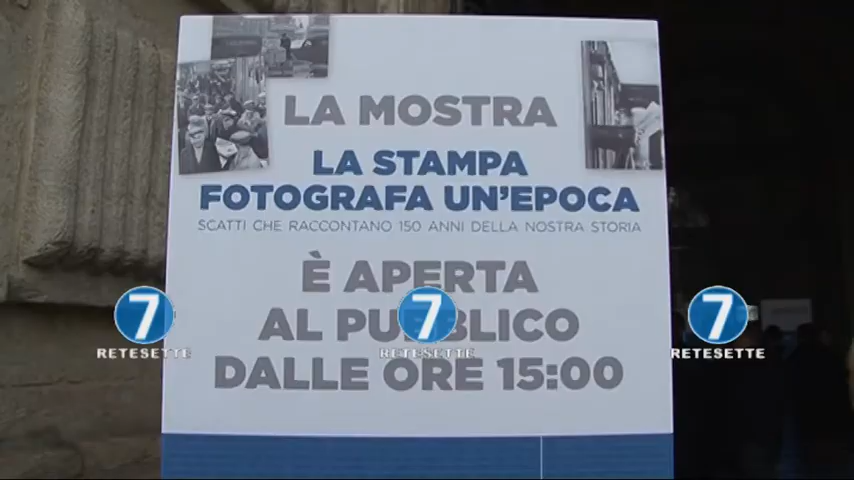 LA MOSTRA
LA STAMPA
FOTOGRAFA UN'EPOCA
SCATTI CHE RACCONTANO 150 ANNI DELLA NOSTRA STORIA
È APERTA
AL PUBBLICO
DALLE ORE 15:00
7 7 7
RETESETTE RETESETTE RETESETTE